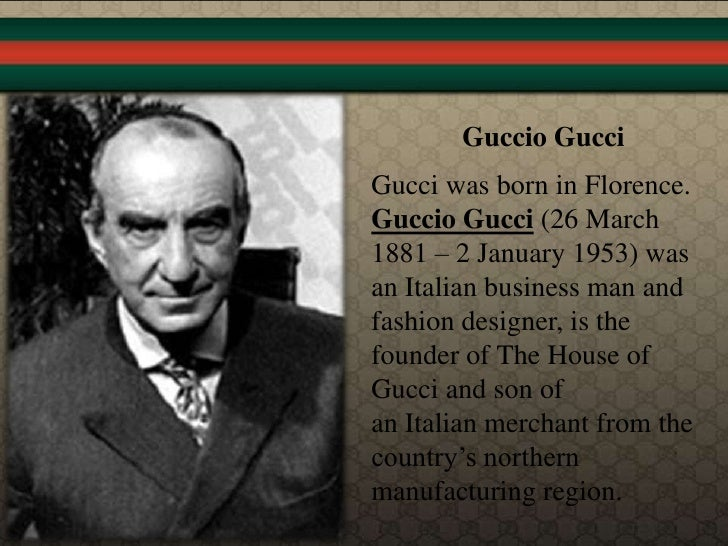 Guccio Gucci
Gucci was born in Florence.
Guccio Gucci (26 March
1881 – 2 January 1953) was
an Italian business man and
fashion designer, is the
founder of The House of
Gucci and son of
an Italian merchant from the
country’s northern
manufacturing region.